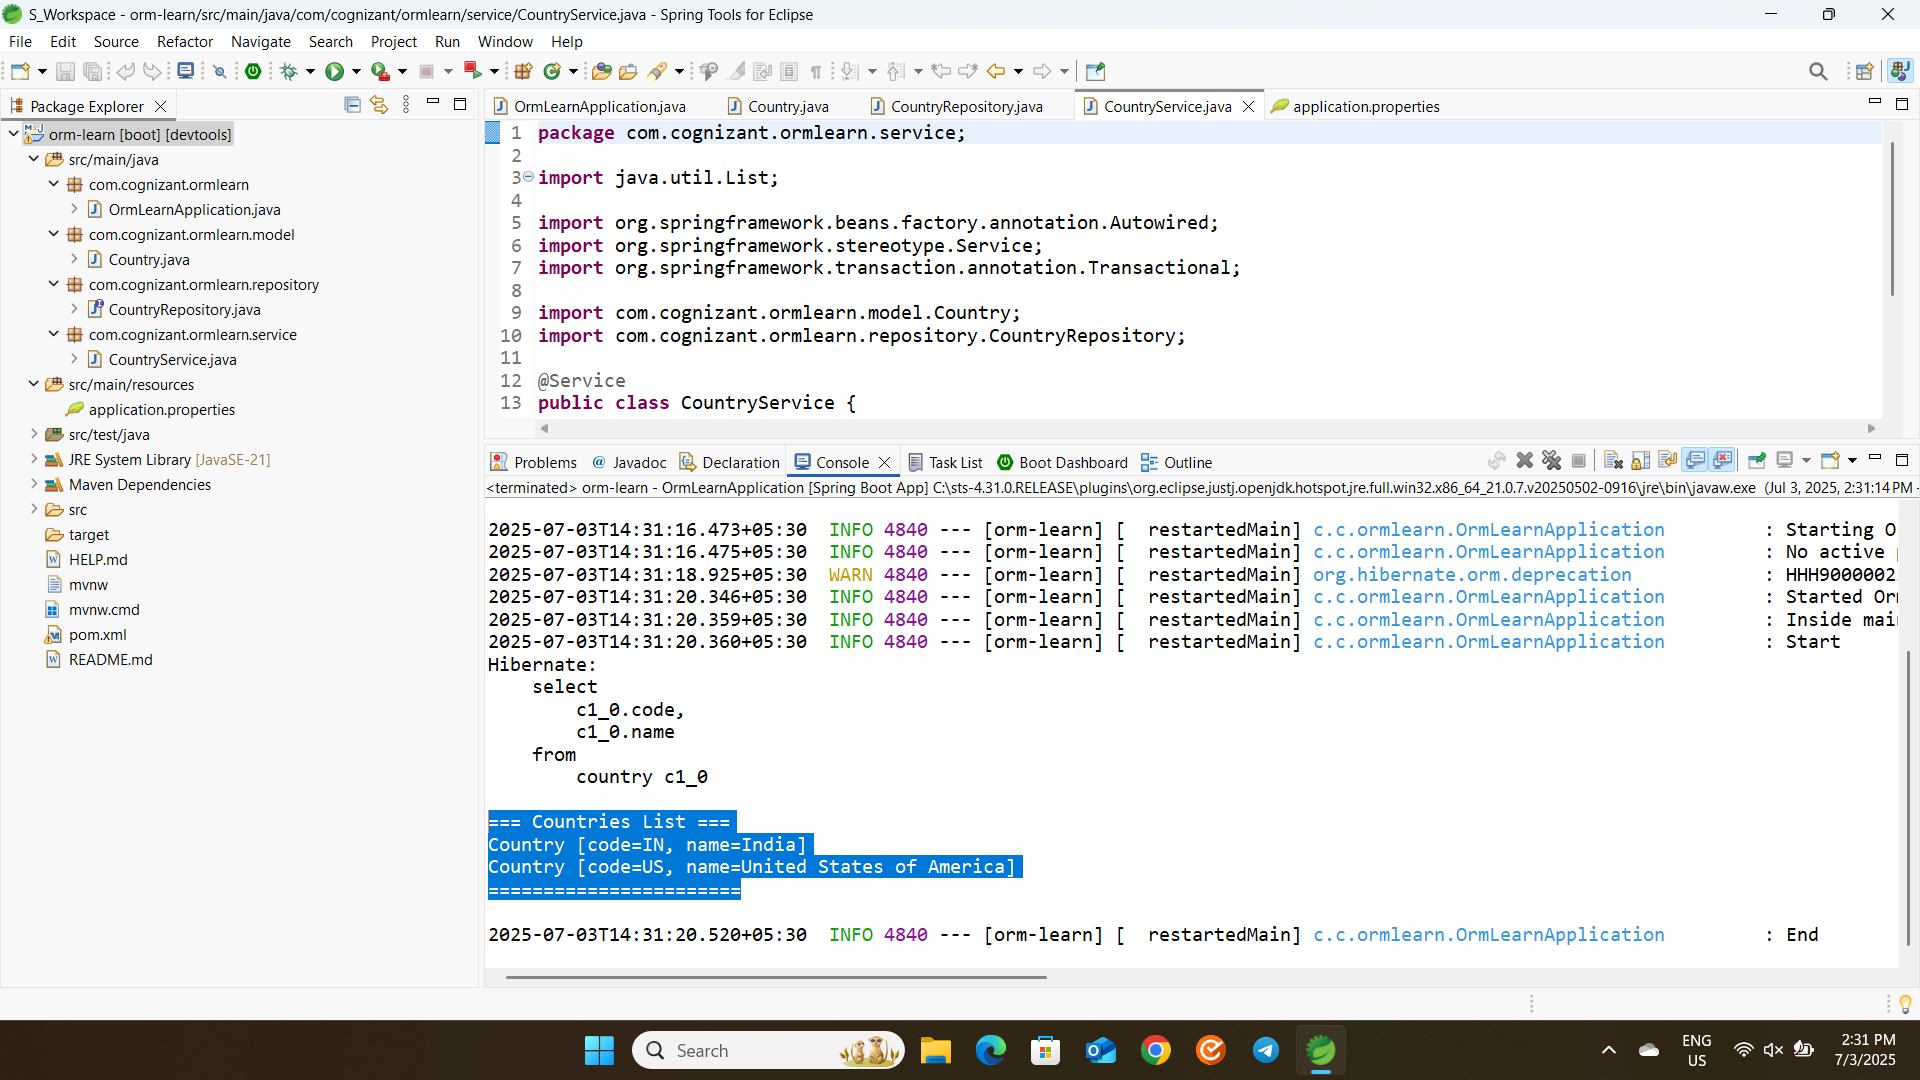 S_Workspace - orm-learn/src/main/java/com/cognizant/ormlearn/service/CountryService.java - Spring Tools for Eclipse
File Edit Source Refactor Navigate Search Project Run Window Help
Package Explorer
orm-learn [boot] [devtools]
src/main/java
com.cognizant.ormlearn
OrmLearnApplication.java
com.cognizant.ormlearn.model
Country.java
com.cognizant.ormlearn.repository
CountryRepository.java
com.cognizant.ormlearn.service
CountryService.java
src/main/resources
application.properties
src/test/java
JRE System Library [JavaSE-21]
Maven Dependencies
src
target
HELP.md
mvnw
mvnw.cmd
pom.xml
README.md
OrmLearnApplication.java Country.java CountryRepository.java CountryService.java application.properties
1 package com.cognizant.ormlearn.service;
2
3 import java.util.List;
4
5 import org.springframework.beans.factory.annotation.Autowired;
6 import org.springframework.stereotype.Service;
7 import org.springframework.transaction.annotation.Transactional;
8
9 import com.cognizant.ormlearn.model.Country;
10 import com.cognizant.ormlearn.repository.CountryRepository;
11
12 @Service
13 public class CountryService {
Problems @ Javadoc Declaration Console Task List Boot Dashboard Outline
<terminated> orm-learn - OrmLearnApplication [Spring Boot App] C:\sts-4.31.0.RELEASE\plugins\org.eclipse.justj.openjdk.hotspot.jre.full.win32.x86_64_21.0.7.v20250502-0916\jre\bin\javaw.exe (Jul 3, 2025, 2:31:14 PM -
2025-07-03T14:31:16.473+05:30 INFO 4840 --- [orm-learn] [ restartedMain] c.c.ormlearn.OrmLearnApplication : Starting O
2025-07-03T14:31:16.475+05:30 INFO 4840 --- [orm-learn] [ restartedMain] c.c.ormlearn.OrmLearnApplication : No active
2025-07-03T14:31:18.925+05:30 WARN 4840 --- [orm-learn] [ restartedMain] org.hibernate.orm.deprecation : HHH9000002
2025-07-03T14:31:20.346+05:30 INFO 4840 --- [orm-learn] [ restartedMain] c.c.ormlearn.OrmLearnApplication : Started Orm
2025-07-03T14:31:20.359+05:30 INFO 4840 --- [orm-learn] [ restartedMain] c.c.ormlearn.OrmLearnApplication : Inside mai
2025-07-03T14:31:20.360+05:30 INFO 4840 --- [orm-learn] [ restartedMain] c.c.ormlearn.OrmLearnApplication : Start
Hibernate:
select
c1_0.code,
c1_0.name
from
country c1_0
=== Countries List ===
Country [code=IN, name=India]
Country [code=US, name=United States of America]
=======================
2025-07-03T14:31:20.520+05:30 INFO 4840 --- [orm-learn] [ restartedMain] c.c.ormlearn.OrmLearnApplication : End
Search
ENG
US
2:31 PM
7/3/2025